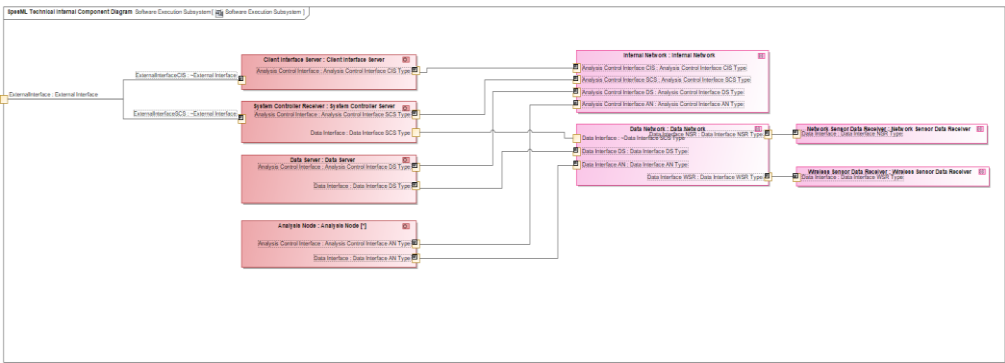 SpesML Technical Internal Component Diagram Software Execution Subsystem[ Software Execution Subsystem ]
ExternalInterface : External Interface
ExternalInterfaceCIS : ~External Interface
ExternalInterfaceSCS : ~External Interface
Client Interface Server : Client Interface Server
Analysis Control Interface : Analysis Control Interface CIS Type
System Controller Receiver : System Controller Server
Analysis Control Interface : Analysis Control Interface SCS Type
Data Interface : Data Interface SCS Type
Data Server : Data Server
Analysis Control Interface : Analysis Control Interface DS Type
Data Interface : Data Interface DS Type
Analysis Node : Analysis Node [*]
Analysis Control Interface : Analysis Control Interface AN Type
Data Interface : Data Interface AN Type
Internal Network : Internal Network
Analysis Control Interface CIS : Analysis Control Interface CIS Type
Analysis Control Interface SCS : Analysis Control Interface SCS Type
Analysis Control Interface DS : Analysis Control Interface DS Type
Analysis Control Interface AN : Analysis Control Interface AN Type
Data Network : Data Network
Data Interface NSR : Data Interface NSR Type
Data Interface : ~Data Interface SCS Type
Data Interface DS : Data Interface DS Type
Data Interface AN : Data Interface AN Type
Data Interface WSR : Data Interface WSR Type
Network Sensor Data Receiver : Network Sensor Data Receiver
Data Interface : Data Interface NSR Type
Wireless Sensor Data Receiver : Wireless Sensor Data Receiver
Data Interface : Data Interface WSR Type